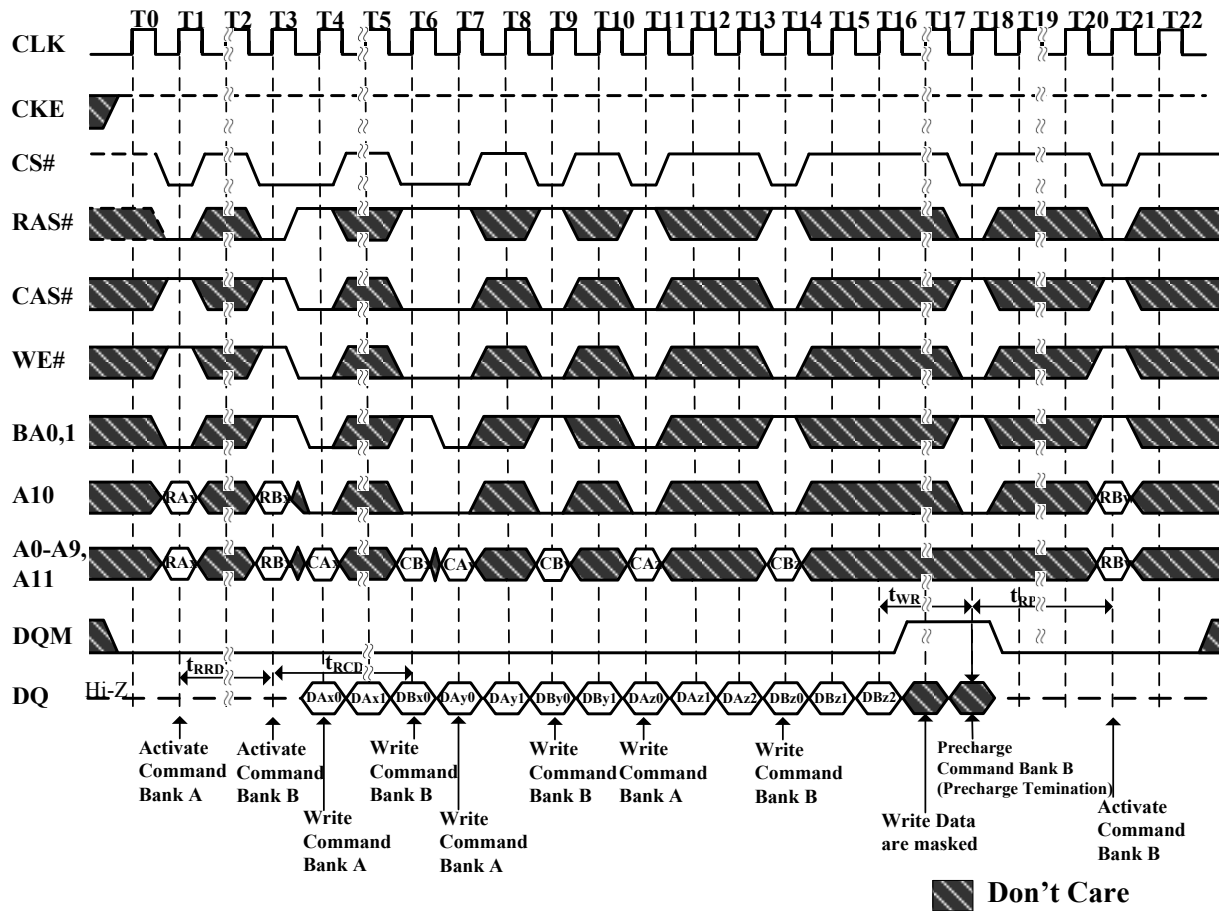 T0 T1 T2 T3 T4 T5 T6 T7 T8 T9 T10 T11 T12 T13 T14 T15 T16 T17 T18 T19 T20 T21 T22
CLK
CKE
CS#
RAS#
CAS#
WE#
BA0,1
A10 RAx RBx RBy
A0-A9, A11 RAx RBx CAx CBx CAy CBy CAz CBz RBy
tWR tRP
DQM
tRRD tRCD
DQ Hi-Z DAx0 DAx1 DBx0 DAy0 DAy1 DBy0 DBy1 DAz0 DAz1 DAz2 DBz0 DBz1 DBz2
Activate Command Bank A
Activate Command Bank B
Write Command Bank A
Write Command Bank B
Write Command Bank A
Write Command Bank B
Write Command Bank A
Write Command Bank B
Write Data are masked
Precharge Command Bank B (Precharge Temination)
Activate Command Bank B
Don't Care